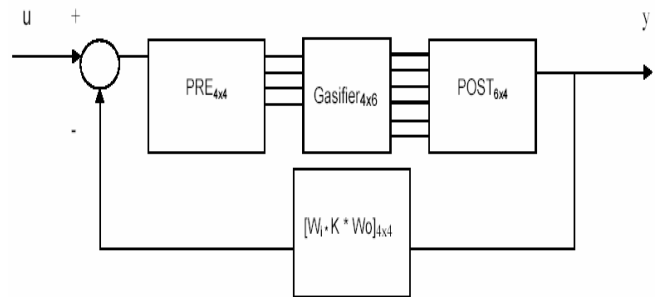 u
+
y
PRE4x4
Gasifier4x6
POST6x4
-
[Wi * K * Wo]4x4